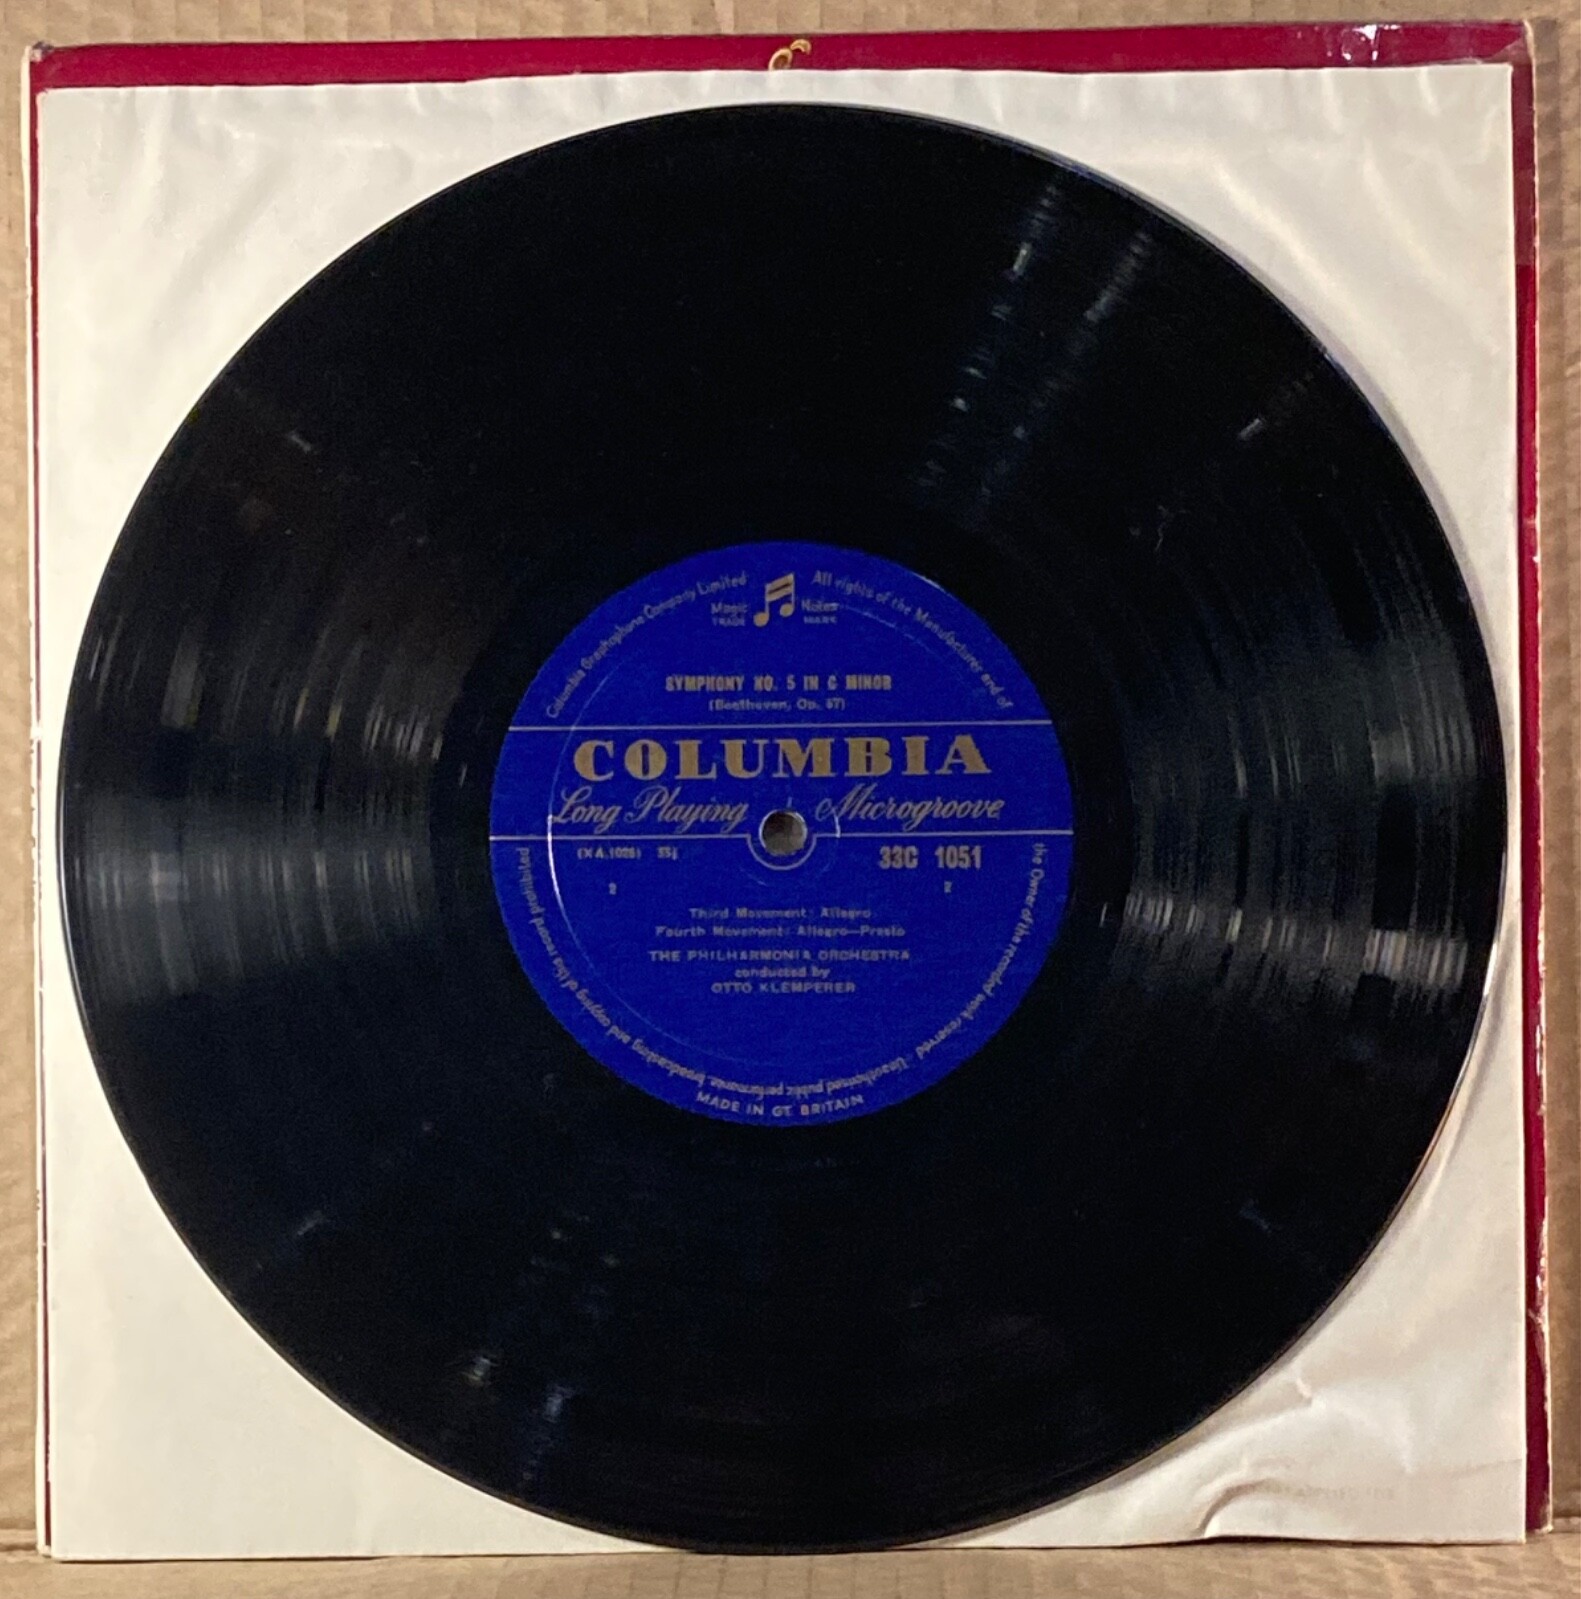 Columbia Graphophone Company Limited
All rights of the Manufacturer and of
the Owner of the recorded work reserved · Unauthorised public performance, broadcasting and copying of this record prohibited
Magic Notes
TRADE MARK
SYMPHONY NO. 5 IN C MINOR
(Beethoven, Op. 67)
COLUMBIA
Long Playing Microgroove
(XA.1028) 33⅓
33C 1051
2
2
Third Movement: Allegro
Fourth Movement: Allegro—Presto
THE PHILHARMONIA ORCHESTRA
conducted by
OTTO KLEMPERER
MADE IN GT. BRITAIN